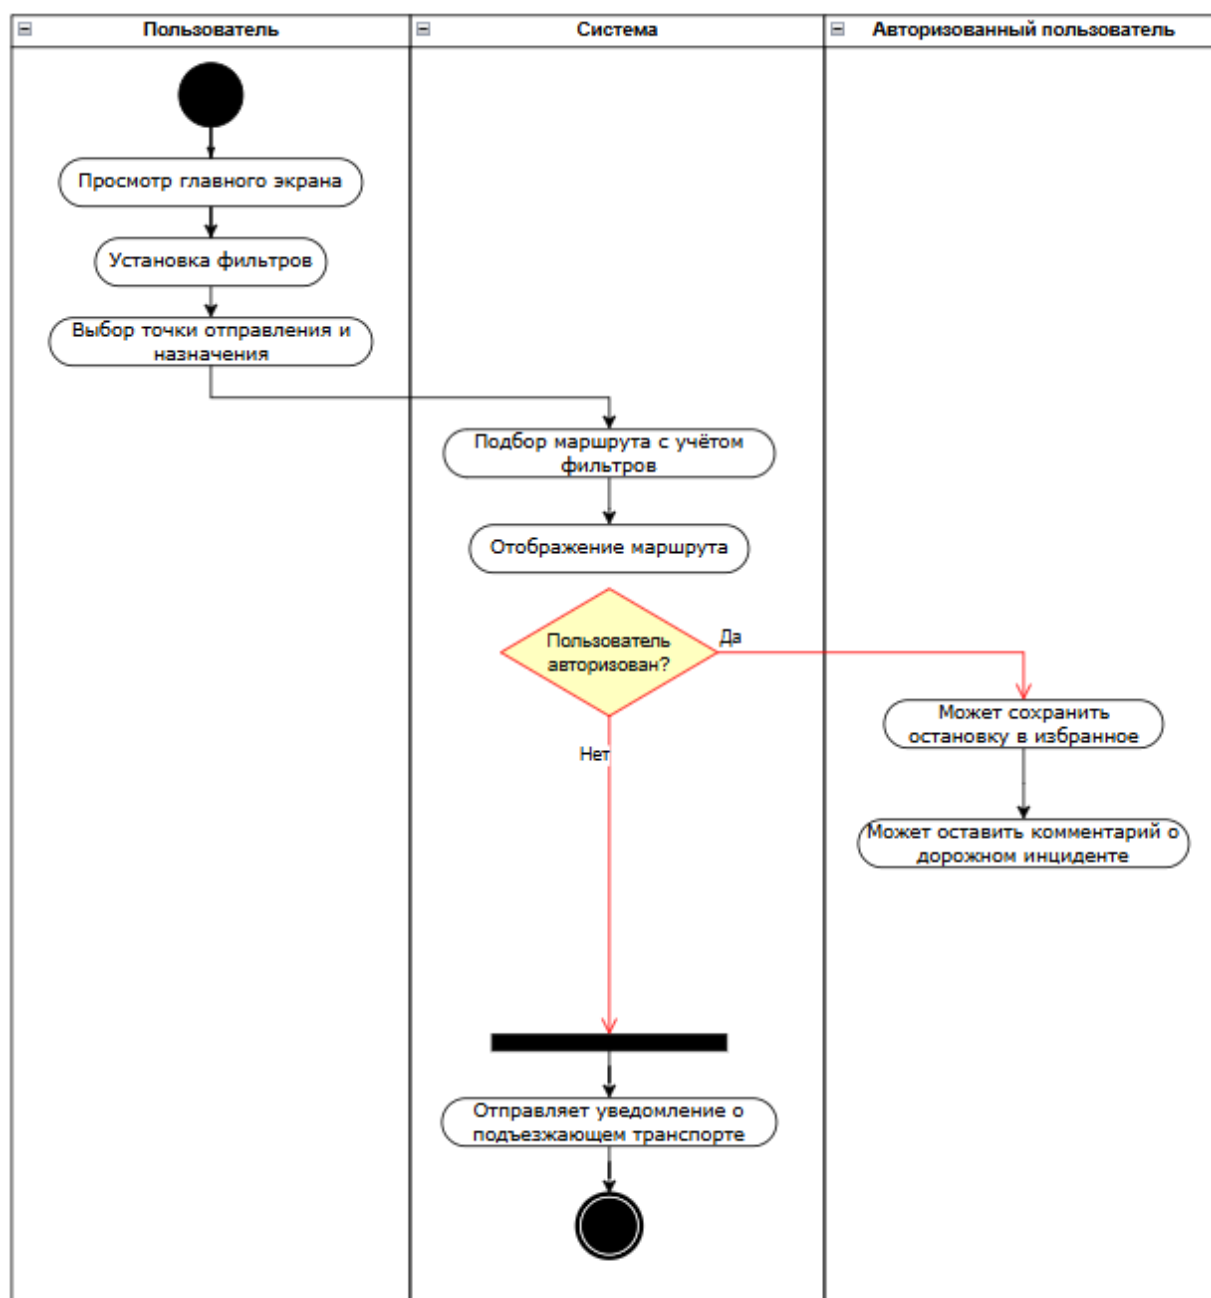 Пользователь
Система
Авторизованный пользователь
Просмотр главного экрана
Установка фильтров
Выбор точки отправления и
назначения
Подбор маршрута с учётом
фильтров
Отображение маршрута
Пользователь
авторизован?
Да
Может сохранить
остановку в избранное
Нет
Может оставить комментарий о
дорожном инциденте
Отправляет уведомление о
подъезжающем транспорте